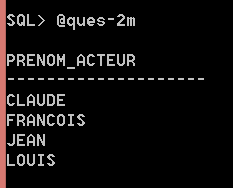 SQL> @ques-2m
PRENOM_ACTEUR
--------------------
CLAUDE
FRANCOIS
JEAN
LOUIS